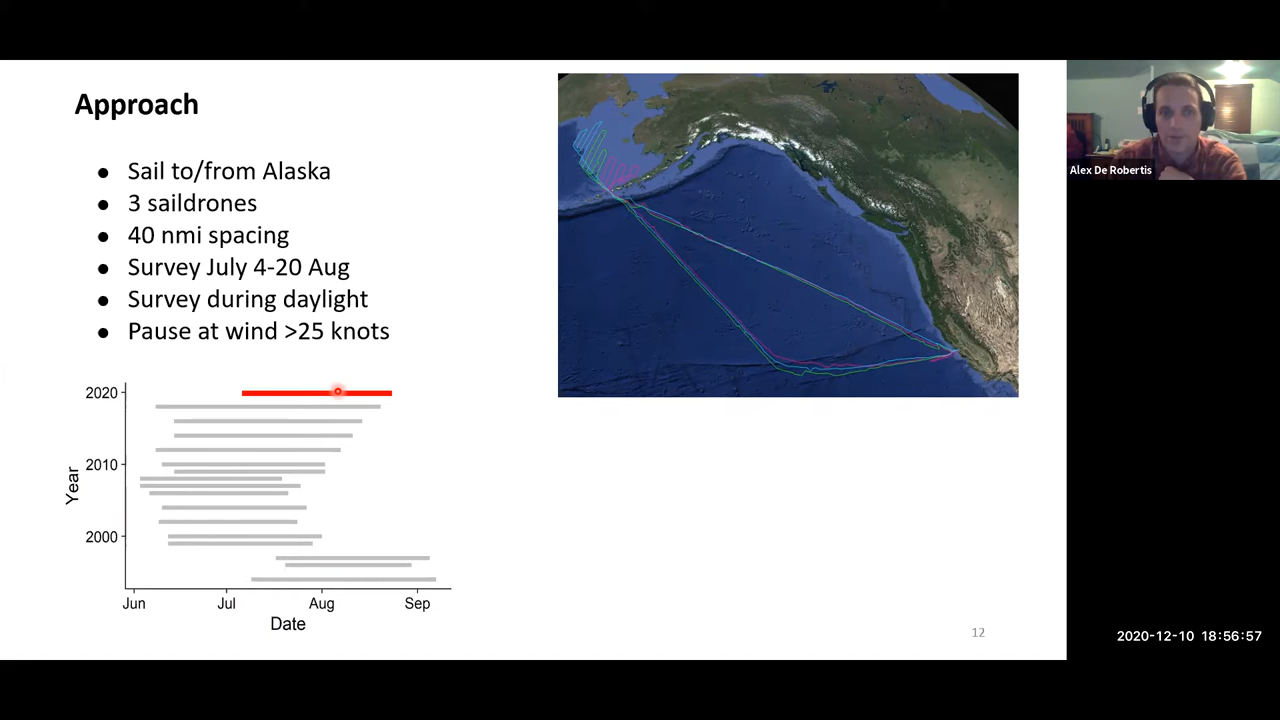 Approach
● Sail to/from Alaska
● 3 saildrones
● 40 nmi spacing
● Survey July 4-20 Aug
● Survey during daylight
● Pause at wind >25 knots
2020
2010
2000
Year
Jun Jul Aug Sep
Date
12
Alex De Robertis
2020-12-10 18:56:57